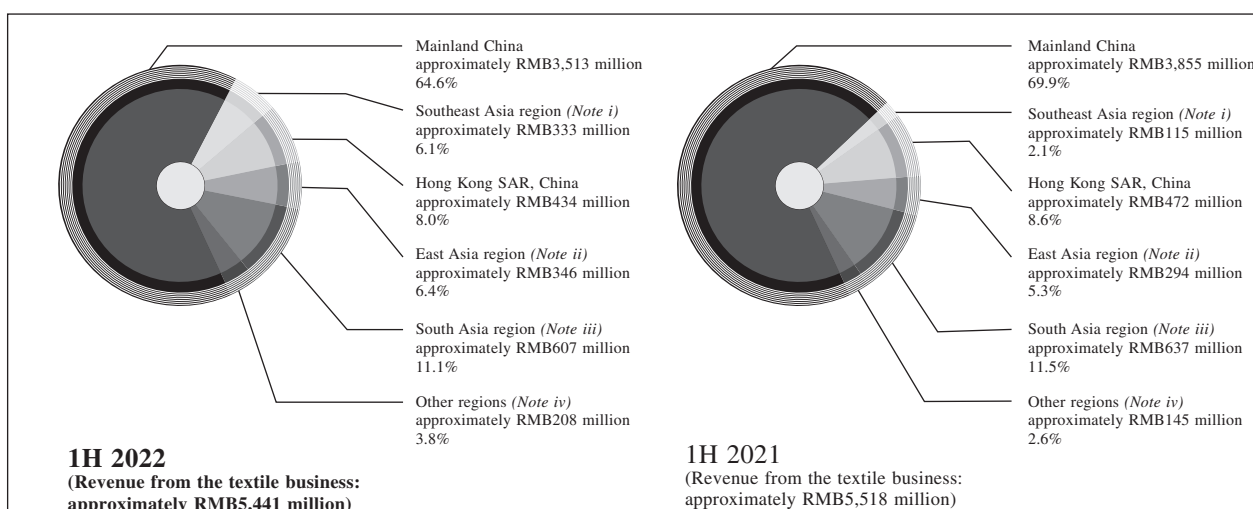 Mainland China
approximately RMB3,513 million
64.6%
Southeast Asia region (Note i)
approximately RMB333 million
6.1%
Hong Kong SAR, China
approximately RMB434 million
8.0%
East Asia region (Note ii)
approximately RMB346 million
6.4%
South Asia region (Note iii)
approximately RMB607 million
11.1%
Other regions (Note iv)
approximately RMB208 million
3.8%
1H 2022
(Revenue from the textile business:
approximately RMB5,441 million)
Mainland China
approximately RMB3,855 million
69.9%
Southeast Asia region (Note i)
approximately RMB115 million
2.1%
Hong Kong SAR, China
approximately RMB472 million
8.6%
East Asia region (Note ii)
approximately RMB294 million
5.3%
South Asia region (Note iii)
approximately RMB637 million
11.5%
Other regions (Note iv)
approximately RMB145 million
2.6%
1H 2021
(Revenue from the textile business:
approximately RMB5,518 million)